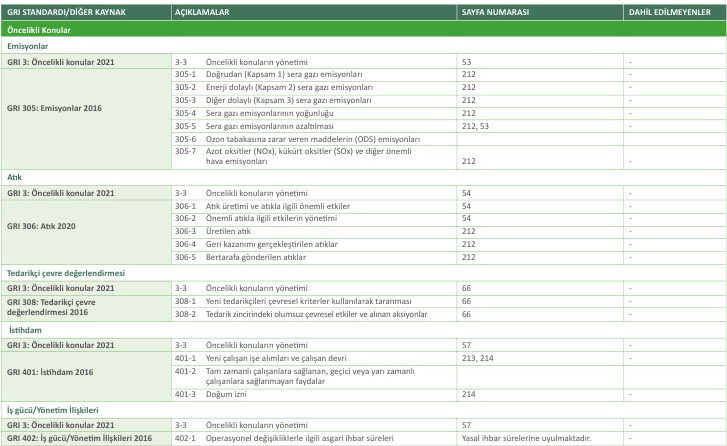 GRI STANDARDI/DİĞER KAYNAK AÇIKLAMALAR SAYFA NUMARASI DAHİL EDİLMEYENLER
Öncelikli Konular
Emisyonlar
GRI 3: Öncelikli konular 2021 3-3 Öncelikli konuların yönetimi 53 -
305-1 Doğrudan (Kapsam 1) sera gazı emisyonları 212 -
305-2 Enerji dolaylı (Kapsam 2) sera gazı emisyonları 212 -
305-3 Diğer dolaylı (Kapsam 3) sera gazı emisyonları 212 -
GRI 305: Emisyonlar 2016 305-4 Sera gazı emisyonlarının yoğunluğu 212 -
305-5 Sera gazı emisyonlarının azaltılması 212, 53 -
305-6 Ozon tabakasına zarar veren maddelerin (ODS) emisyonları
305-7 Azot oksitler (NOx), kükürt oksitler (SOx) ve diğer önemli
hava emisyonları 212 -
Atık
GRI 3: Öncelikli konular 2021 3-3 Öncelikli konuların yönetimi 54 -
306-1 Atık üretimi ve atıkla ilgili önemli etkiler 54 -
306-2 Önemli atıkla ilgili etkilerin yönetimi 54 -
GRI 306: Atık 2020 306-3 Üretilen atık 212 -
306-4 Geri kazanımı gerçekleştirilen atıklar 212 -
306-5 Bertarafa gönderilen atıklar 212 -
Tedarikçi çevre değerlendirmesi
GRI 3: Öncelikli konular 2021 3-3 Öncelikli konuların yönetimi 66 -
GRI 308: Tedarikçi çevre 308-1 Yeni tedarikçileri çevresel kriterler kullanılarak taranması 66 -
değerlendirmesi 2016 308-2 Tedarik zincirindeki olumsuz çevresel etkiler ve alınan aksiyonlar 66 -
İstihdam
GRI 3: Öncelikli konular 2021 3-3 Öncelikli konuların yönetimi 57 -
401-1 Yeni çalışan işe alımları ve çalışan devri 213, 214 -
GRI 401: İstihdam 2016 401-2 Tam zamanlı çalışanlara sağlanan, geçici veya yarı zamanlı
çalışanlara sağlanmayan faydalar
401-3 Doğum izni 214 -
İş gücü/Yönetim İlişkileri
GRI 3: Öncelikli konular 2021 3-3 Öncelikli konuların yönetimi 57 -
GRI 402: İş gücü/Yönetim İlişkileri 2016 402-1 Operasyonel değişikliklerle ilgili asgari ihbar süreleri Yasal ihbar sürelerine uyulmaktadır. -